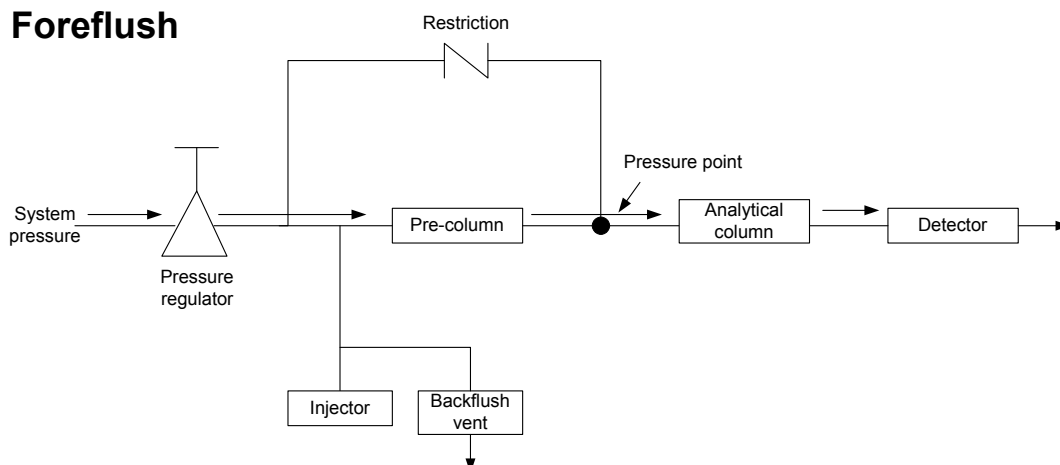 Foreflush
Restriction
Pressure point
System
pressure
Pressure
regulator
Pre-column
Analytical
column
Detector
Injector
Backflush
vent